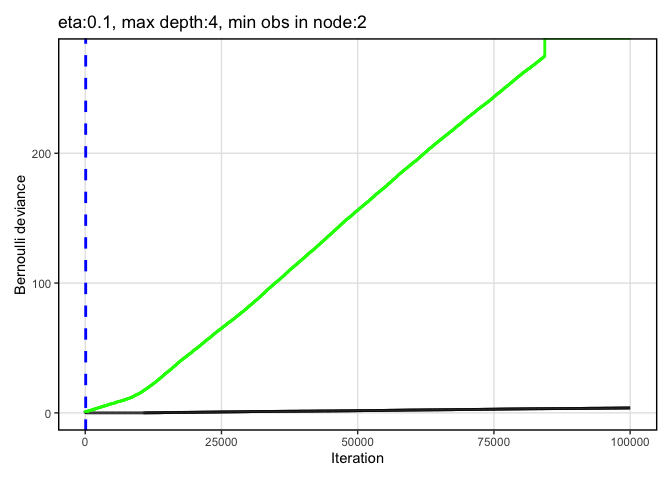 eta:0.1, max depth:4, min obs in node:2
200
100
0
Bernoulli deviance
0 25000 50000 75000 100000
Iteration